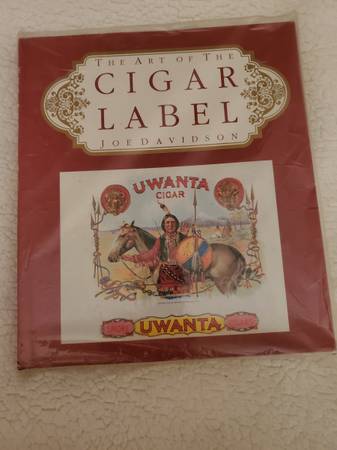 THE ART OF THE
CIGAR
LABEL
JOE DAVIDSON
UWANTA
CIGAR
UWANTA